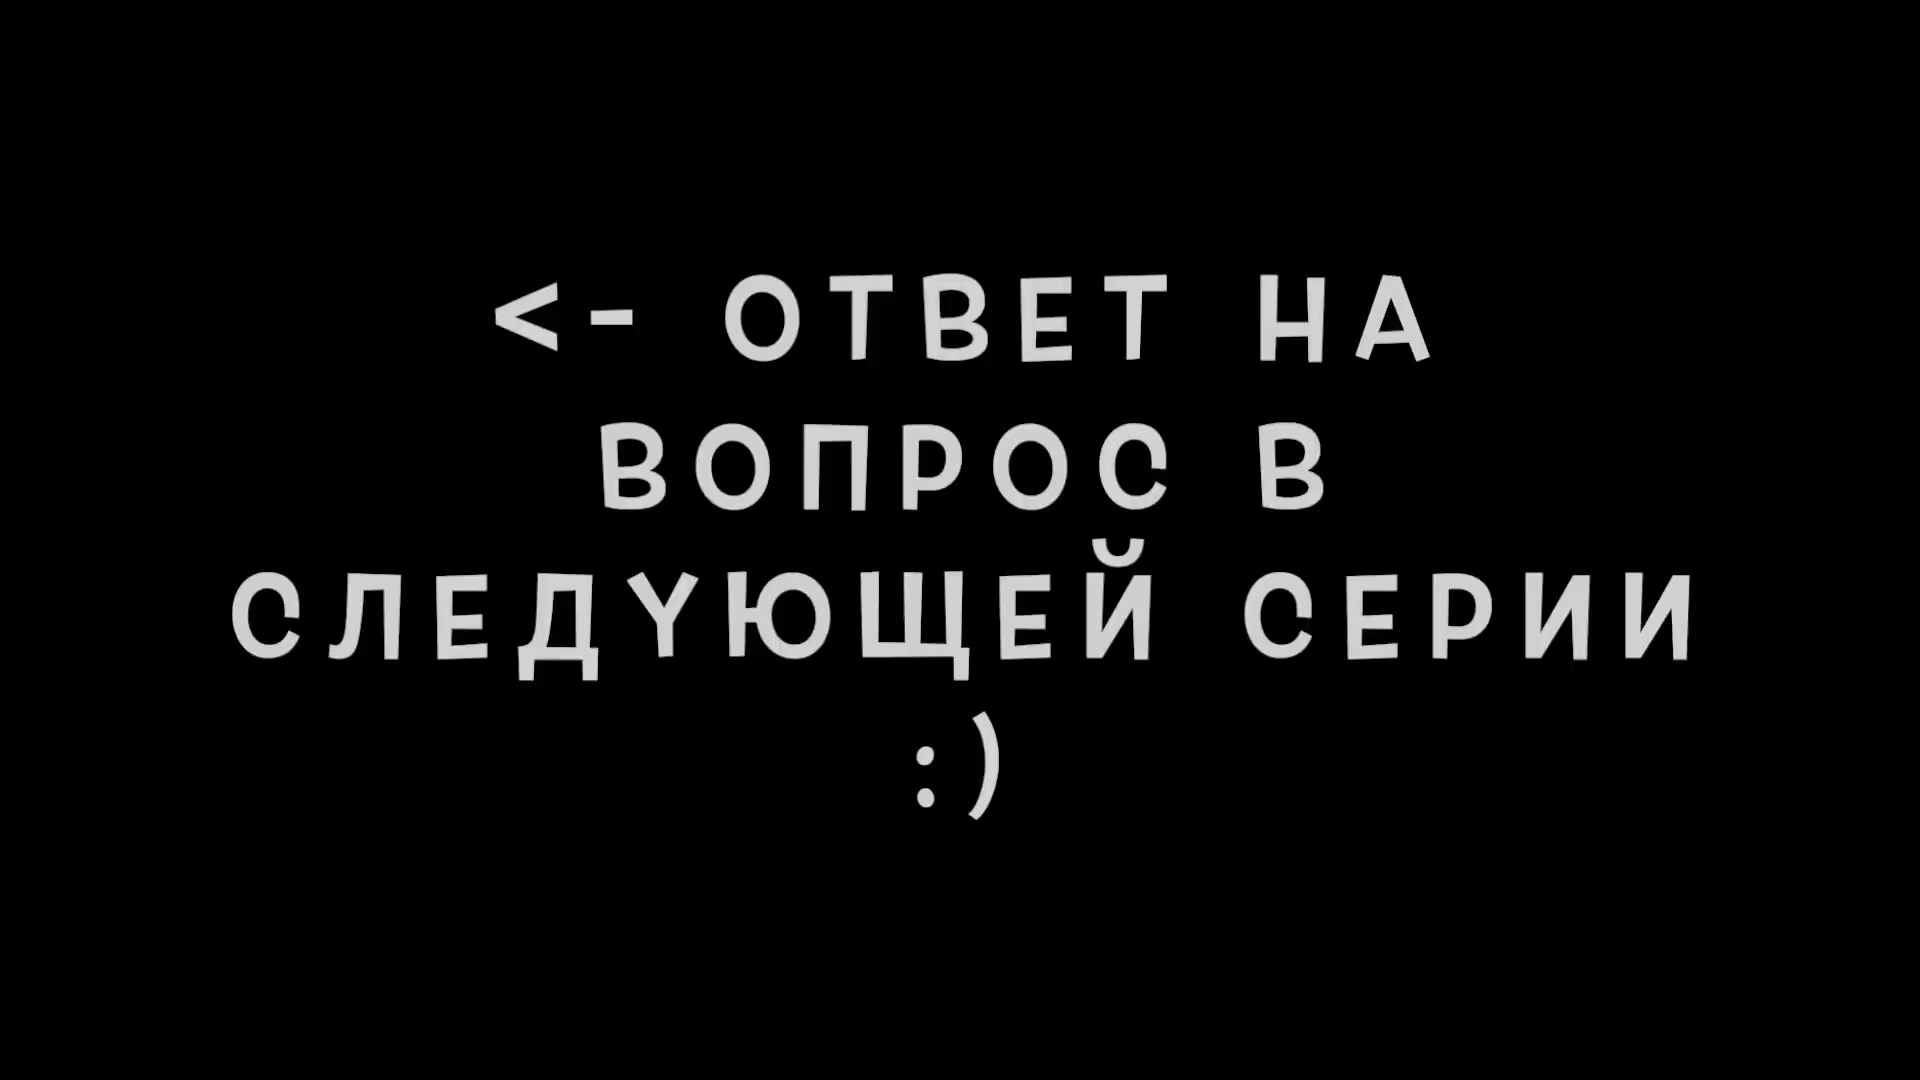 <- ОТВЕТ НА
ВОПРОС В
СЛЕДУЮЩЕЙ СЕРИИ
:)